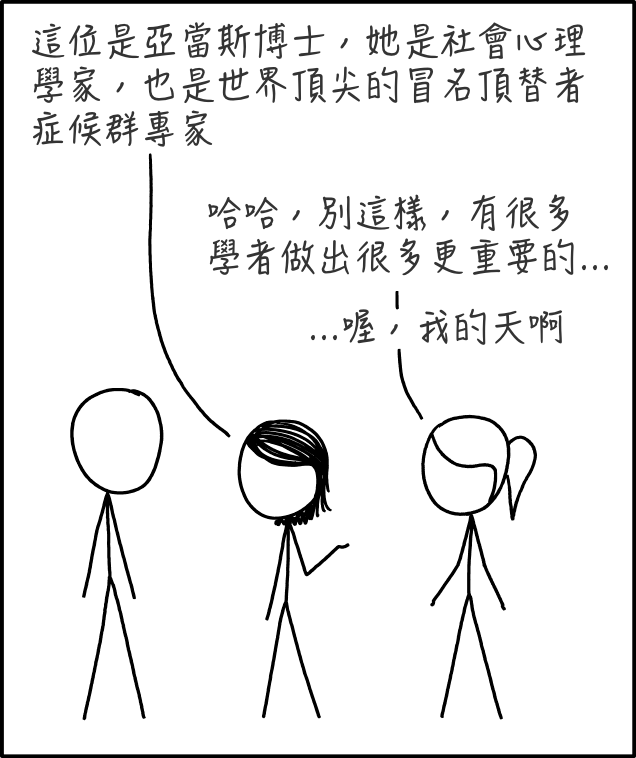 這位是亞當斯博士，她是社會心理
學家，也是世界頂尖的冒名頂替者
症候群專家
哈哈，別這樣，有很多
學者做出很多更重要的...
...喔，我的天啊